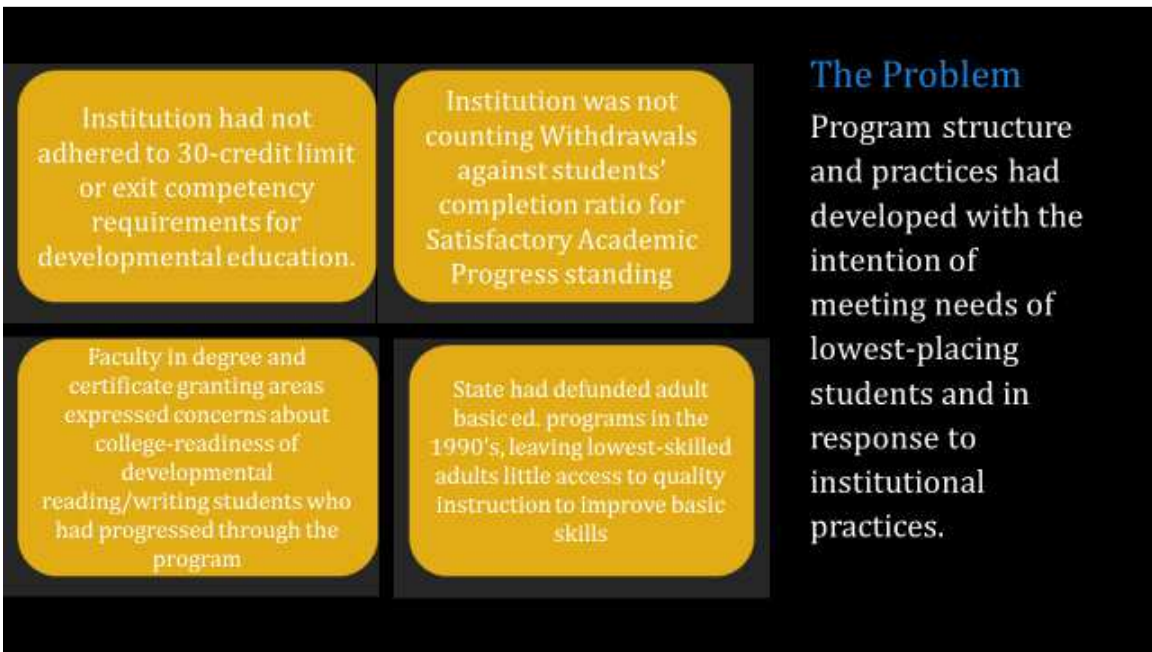 Institution had not
adhered to 30-credit limit
or exit competency
requirements for
developmental education.
Institution was not
counting Withdrawals
against students'
completion ratio for
Satisfactory Academic
Progress standing
Faculty in degree and
certificate granting areas
expressed concerns about
college-readiness of
developmental
reading/writing students who
had progressed through the
program
State had defunded adult
basic ed. programs in the
1990's, leaving lowest-skilled
adults little access to quality
instruction to improve basic
skills
The Problem
Program structure
and practices had
developed with the
intention of
meeting needs of
lowest-placing
students and in
response to
institutional
practices.